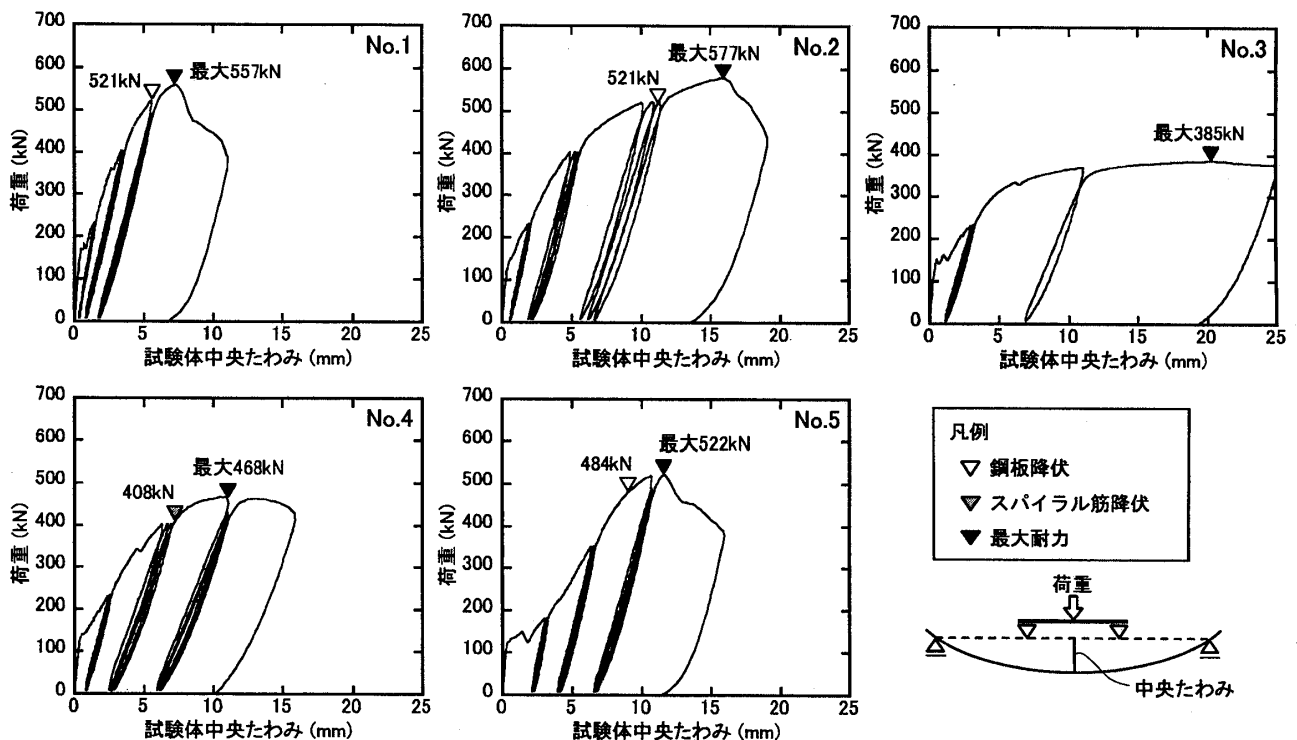 No.1
700
600
500
400
300
200
100
0
荷重 (kN)
521kN
最大557kN
0 5 10 15 20 25
試験体中央たわみ (mm)
No.2
700
600
500
400
300
200
100
0
荷重 (kN)
521kN
最大577kN
0 5 10 15 20 25
試験体中央たわみ (mm)
No.3
700
600
500
400
300
200
100
0
荷重 (kN)
最大385kN
0 5 10 15 20 25
試験体中央たわみ (mm)
No.4
700
600
500
400
300
200
100
0
荷重 (kN)
408kN
最大468kN
0 5 10 15 20 25
試験体中央たわみ (mm)
No.5
700
600
500
400
300
200
100
0
荷重 (kN)
484kN
最大522kN
0 5 10 15 20 25
試験体中央たわみ (mm)
凡例
▽ 鋼板降伏
▼ スパイラル筋降伏
▼ 最大耐力
荷重
中央たわみ